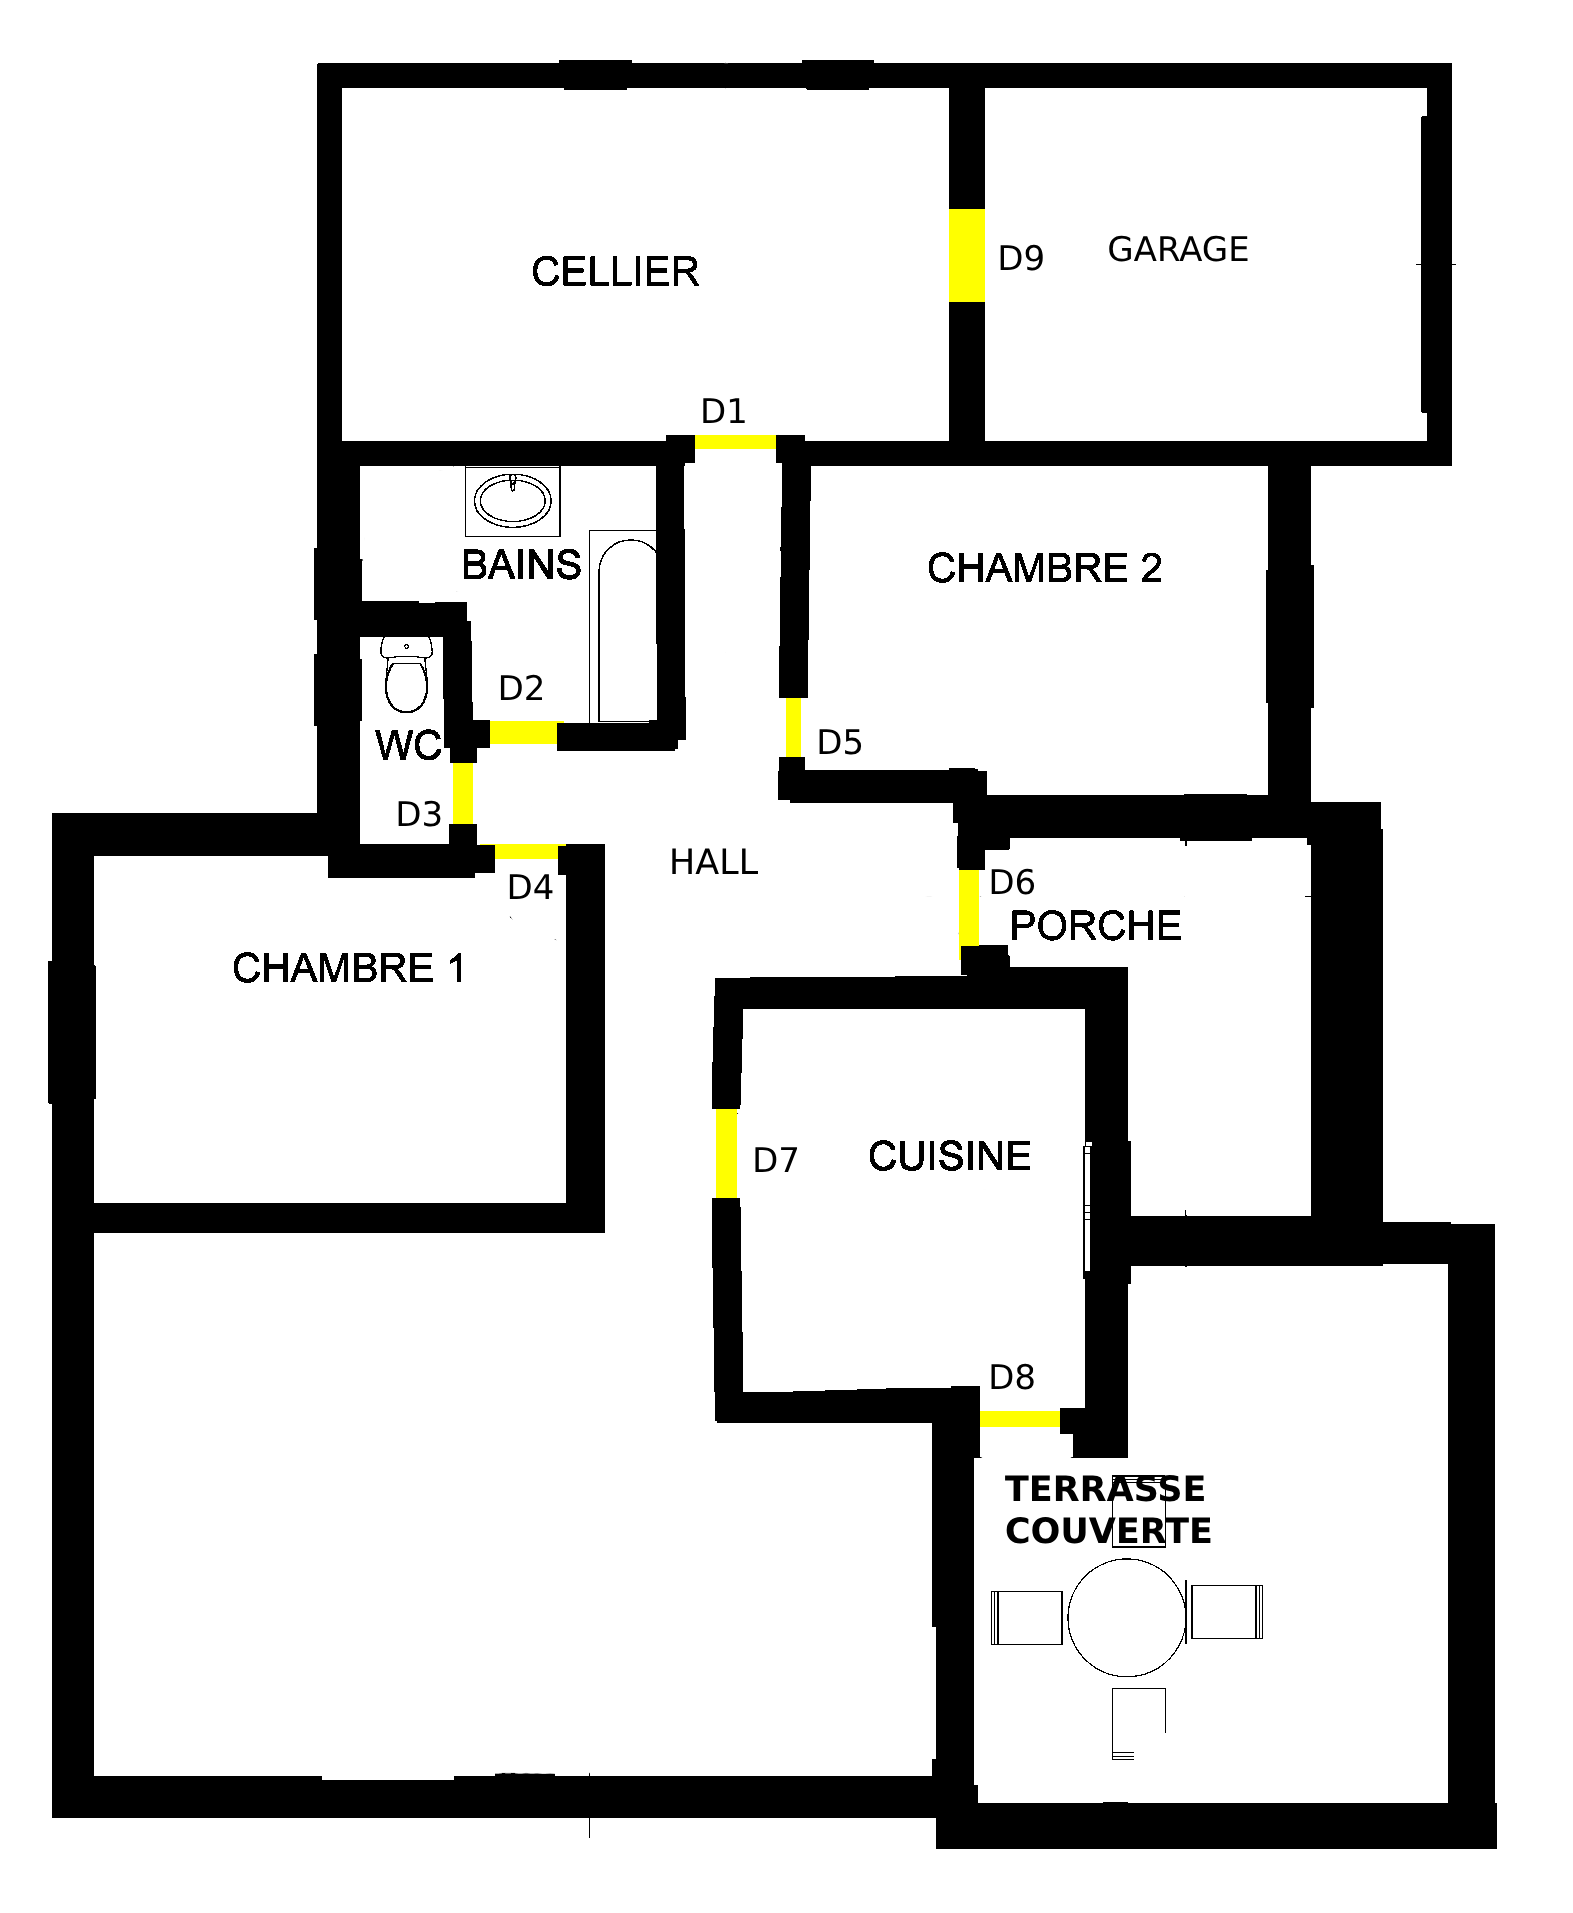 GARAGE
D9
CELLIER
D1
BAINS
CHAMBRE 2
D2
WC
D5
D3
HALL
D4
D6
PORCHE
CHAMBRE 1
D7
CUISINE
D8
TERRASSE
COUVERTE